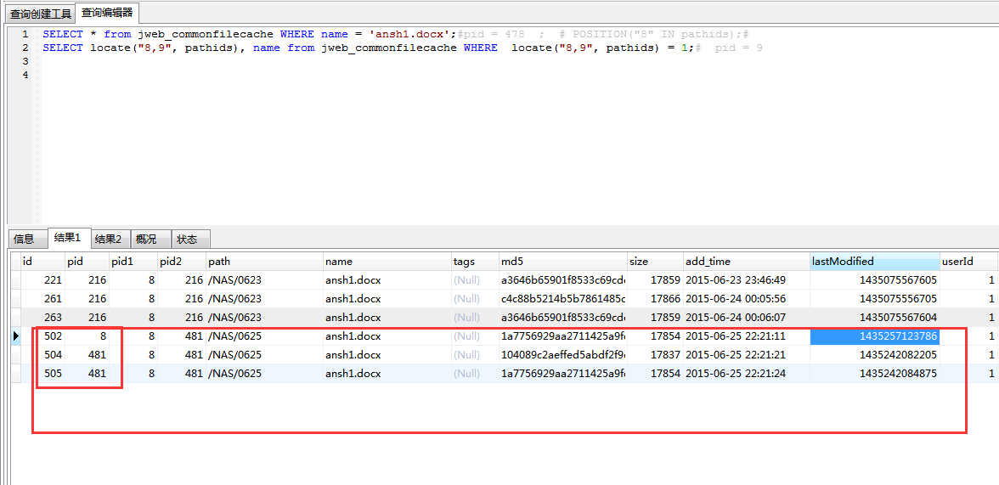 查询创建工具 查询编辑器
1 SELECT * from jweb_commonfilecache WHERE name = 'ansh1.docx';#pid = 478 ; # POSITION("8" IN pathids);#
2 SELECT locate("8,9", pathids), name from jweb_commonfilecache WHERE locate("8,9", pathids) = 1;# pid = 9
3
4
信息 结果1 结果2 概况 状态
id pid pid1 pid2 path name tags md5 size add_time lastModified userId
221 216 8 216 /NAS/0623 ansh1.docx (Null) a3646b65901f8533c69cd 17859 2015-06-23 23:46:49 1435075567605 1
261 216 8 216 /NAS/0623 ansh1.docx (Null) c4c88b5214b5b7861485c 17866 2015-06-24 00:05:56 1435075556705 1
263 216 8 216 /NAS/0623 ansh1.docx (Null) a3646b65901f8533c69cd 17859 2015-06-24 00:06:07 1435075567604 1
502 8 8 481 /NAS/0625 ansh1.docx (Null) 1a7756929aa2711425a9f 17854 2015-06-25 22:21:11 1435257123786 1
504 481 8 481 /NAS/0625 ansh1.docx (Null) 104089c2aeffed5abdf2f9 17837 2015-06-25 22:21:21 1435242082205 1
505 481 8 481 /NAS/0625 ansh1.docx (Null) 1a7756929aa2711425a9f 17854 2015-06-25 22:21:24 1435242084875 1